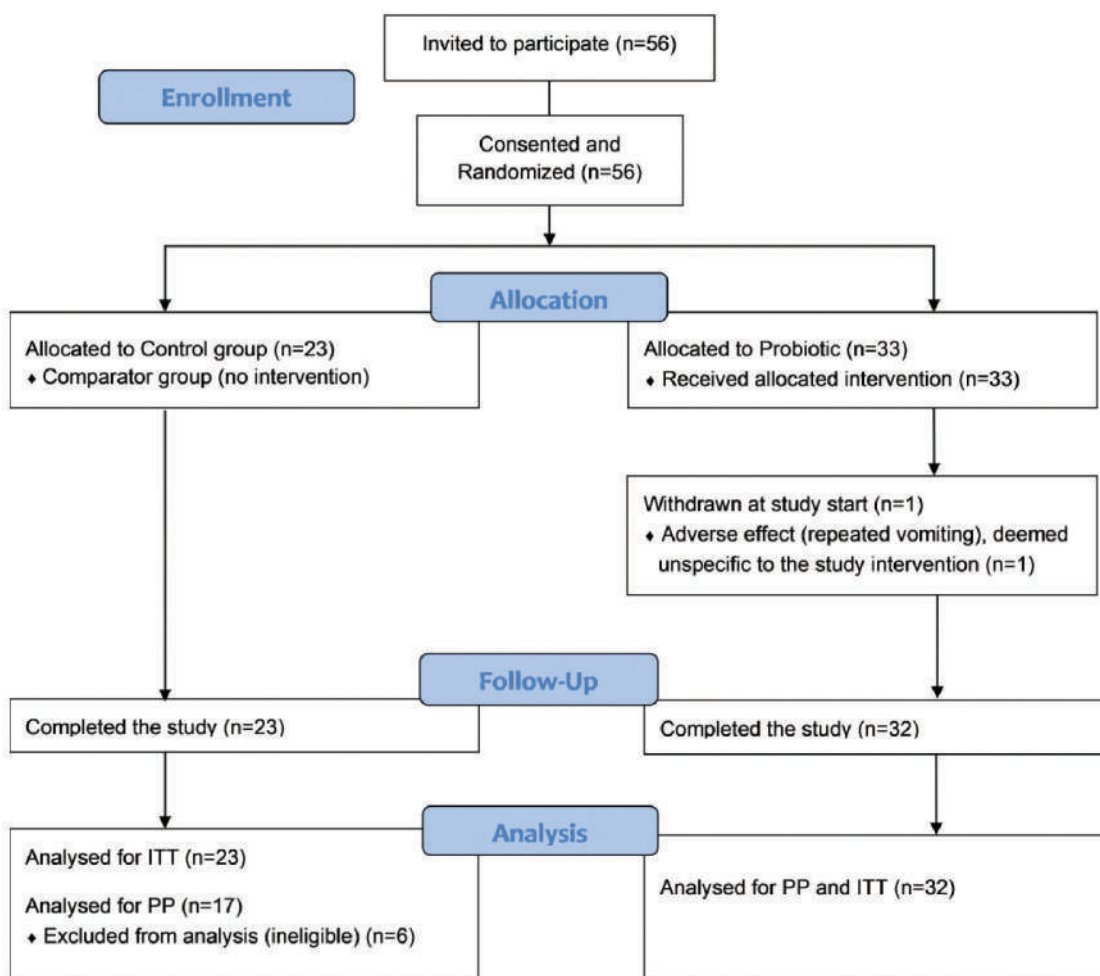 Invited to participate (n=56)
Enrollment
Consented and
Randomized (n=56)
Allocation
Allocated to Control group (n=23)
♦ Comparator group (no intervention)
Allocated to Probiotic (n=33)
♦ Received allocated intervention (n=33)
Withdrawn at study start (n=1)
♦ Adverse effect (repeated vomiting), deemed
unspecific to the study intervention (n=1)
Follow-Up
Completed the study (n=23)
Completed the study (n=32)
Analysis
Analysed for ITT (n=23)
Analysed for PP (n=17)
♦ Excluded from analysis (ineligible) (n=6)
Analysed for PP and ITT (n=32)